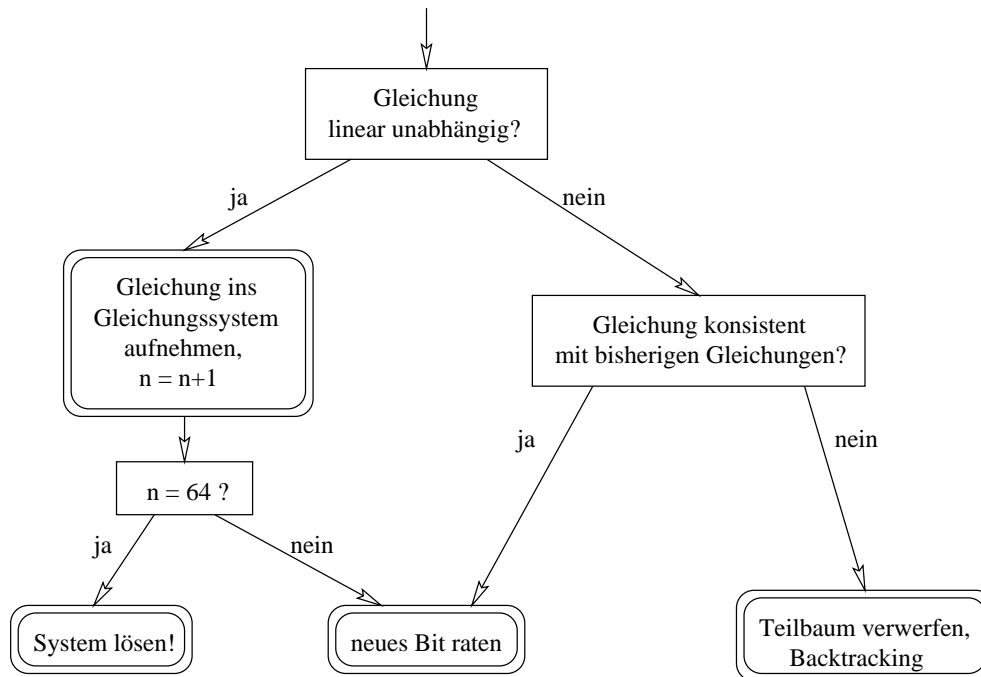 Gleichung
linear unabhängig?
ja
nein
Gleichung ins
Gleichungssystem
aufnehmen,
n = n+1
Gleichung konsistent
mit bisherigen Gleichungen?
n = 64 ?
ja
nein
ja
nein
System lösen!
neues Bit raten
Teilbaum verwerfen,
Backtracking